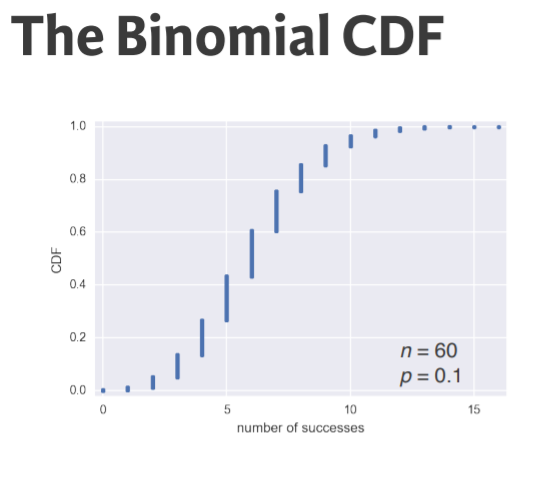 The Binomial CDF
1.0
0.8
0.6
0.4
0.2
0.0
CDF
n = 60
p = 0.1
0 5 10 15
number of successes